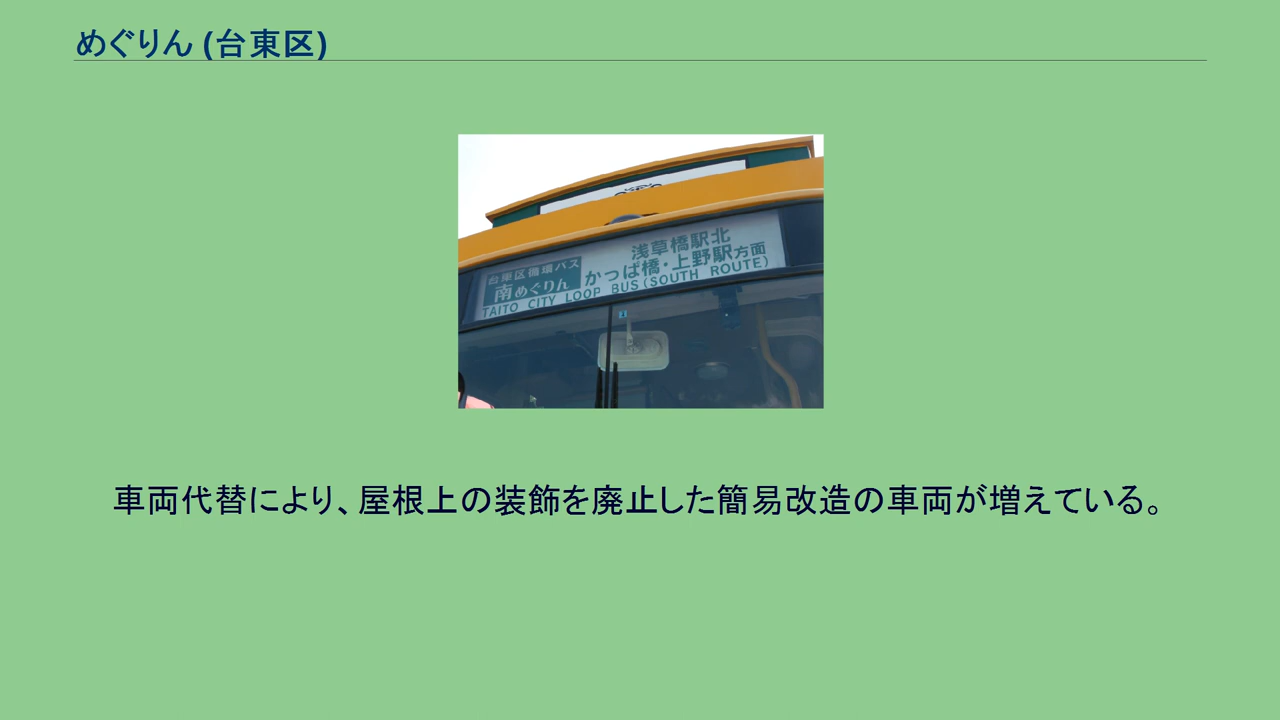 めぐりん (台東区)
浅草橋駅北
台東区循環バス
かっぱ橋・上野駅方面
南めぐりん
TAITO CITY LOOP BUS (SOUTH ROUTE)
車両代替により、屋根上の装飾を廃止した簡易改造の車両が増えている。